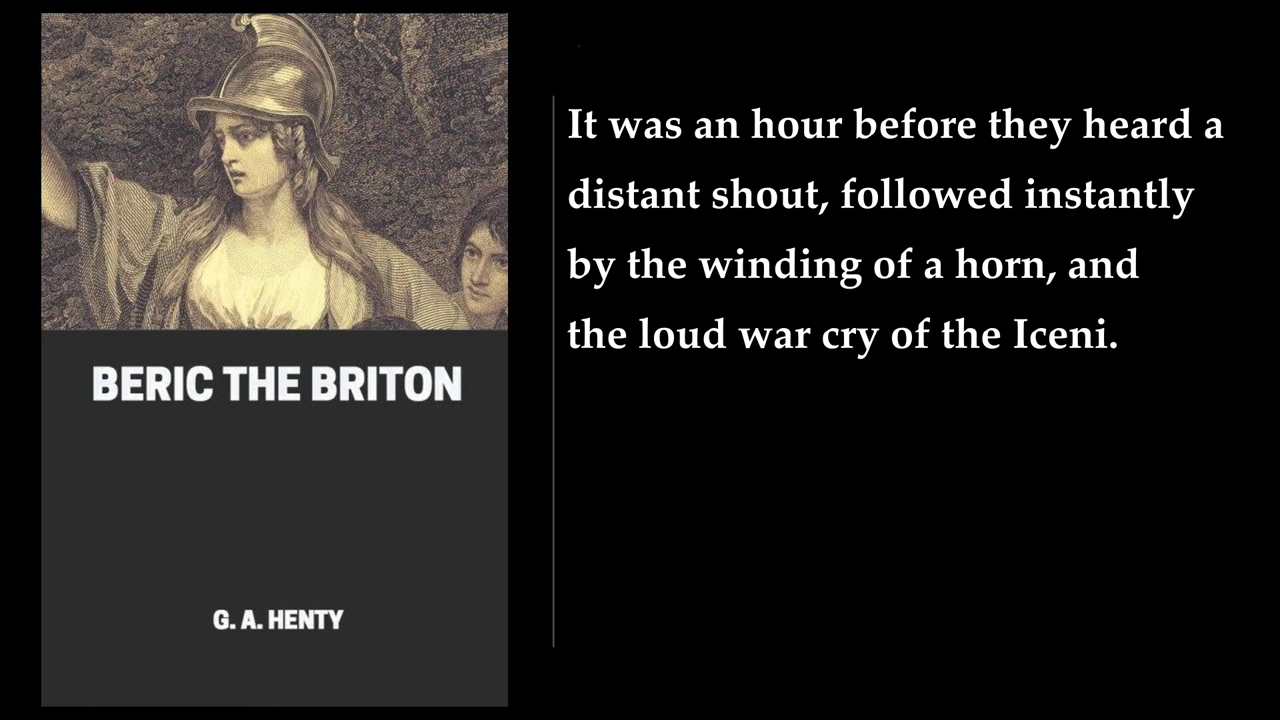 BERIC THE BRITON
G. A. HENTY
It was an hour before they heard a
distant shout, followed instantly
by the winding of a horn, and
the loud war cry of the Iceni.